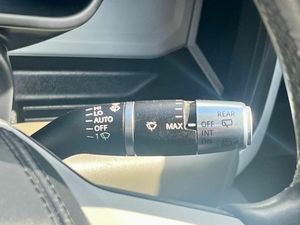 HI
LO
AUTO
OFF
1
MAX
REAR
OFF
INT
ON